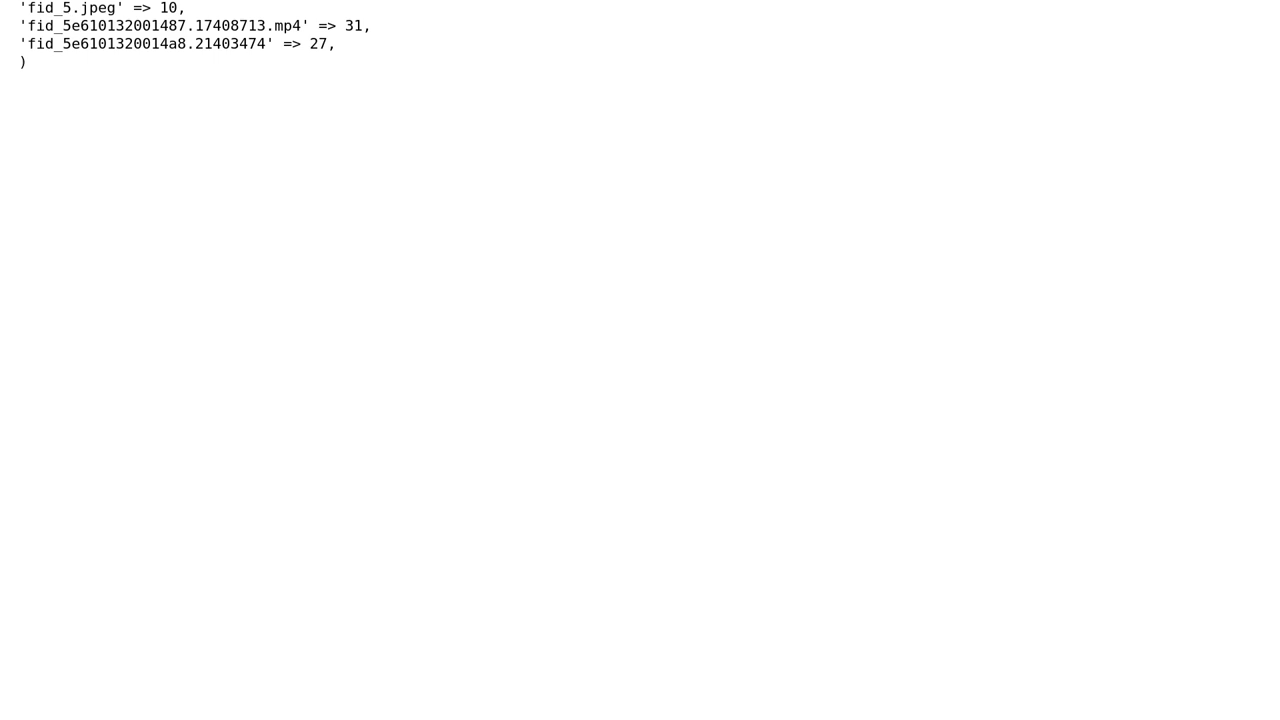 'fid_5.jpeg' => 10,
'fid_5e610132001487.17408713.mp4' => 31,
'fid_5e6101320014a8.21403474' => 27,
)